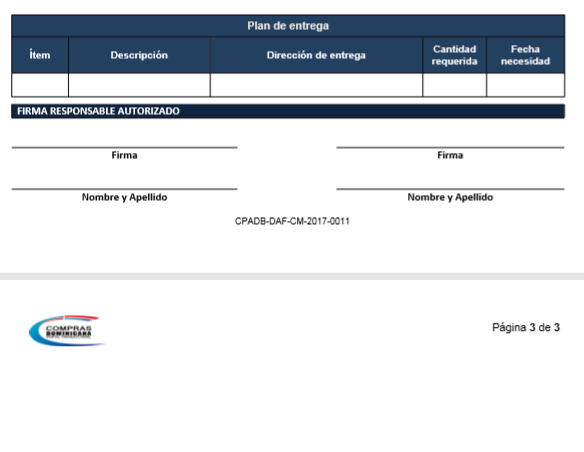 Plan de entrega
Ítem Descripción Dirección de entrega Cantidad requerida Fecha necesidad
FIRMA RESPONSABLE AUTORIZADO
Firma Firma
Nombre y Apellido Nombre y Apellido
CPADB-DAF-CM-2017-0011
COMPRAS
DOMINICANA
Página 3 de 3